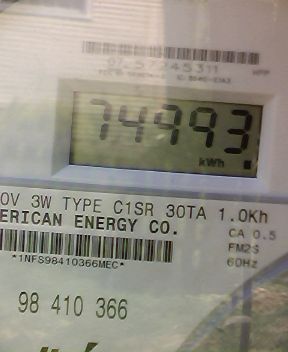 74993
kWh
0V 3W TYPE C1SR 30TA 1.0Kh
ERICAN ENERGY CO.
CA 0.5
FM2S
60Hz
*1NFS98410366MEC*
98 410 366